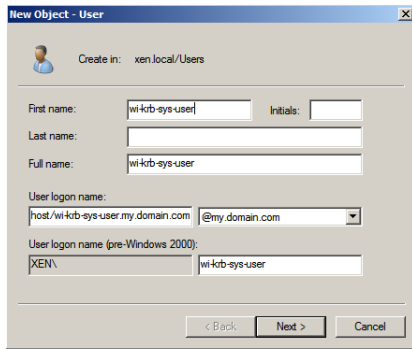 New Object - User
Create in: xen.local/Users
First name: wi-krb-sys-user Initials:
Last name:
Full name: wi-krb-sys-user
User logon name:
host/wi-krb-sys-user.my.domain.com @my.domain.com
User logon name (pre-Windows 2000):
XEN\ wi-krb-sys-user
< Back Next > Cancel